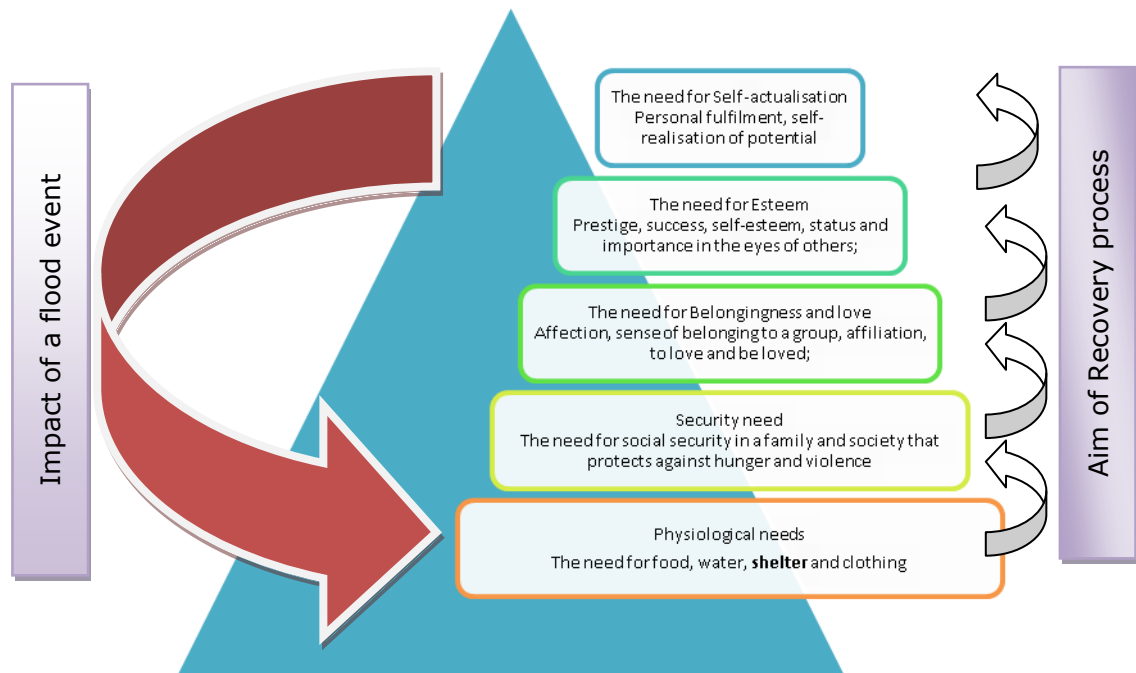 Impact of a flood event
The need for Self-actualisation
Personal fulfilment, self-
realisation of potential
The need for Esteem
Prestige, success, self-esteem, status and
importance in the eyes of others;
The need for Belongingness and love
Affection, sense of belonging to a group, affiliation,
to love and be loved;
Security need
The need for social security in a family and society that
protects against hunger and violence
Physiological needs
The need for food, water, shelter and clothing
Aim of Recovery process